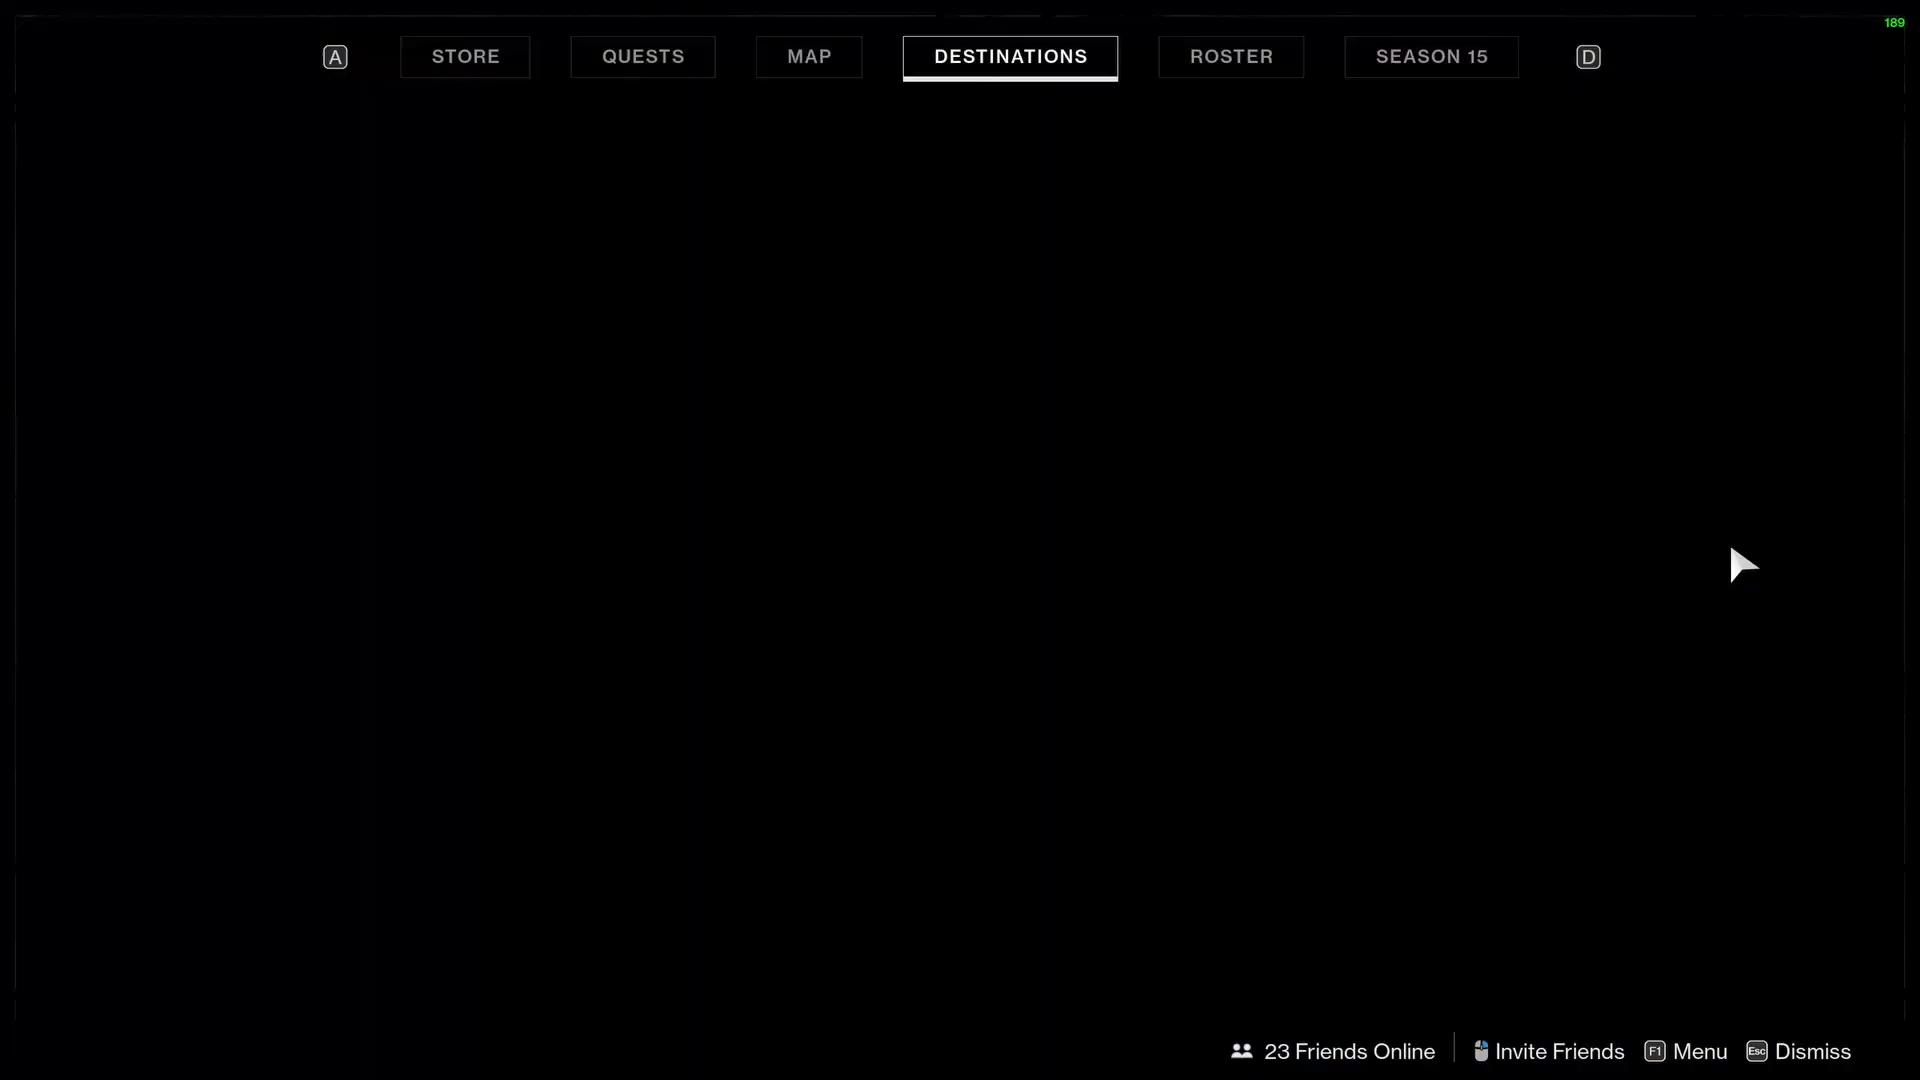 189
A STORE QUESTS MAP DESTINATIONS ROSTER SEASON 15 D
23 Friends Online Invite Friends F1 Menu Esc Dismiss